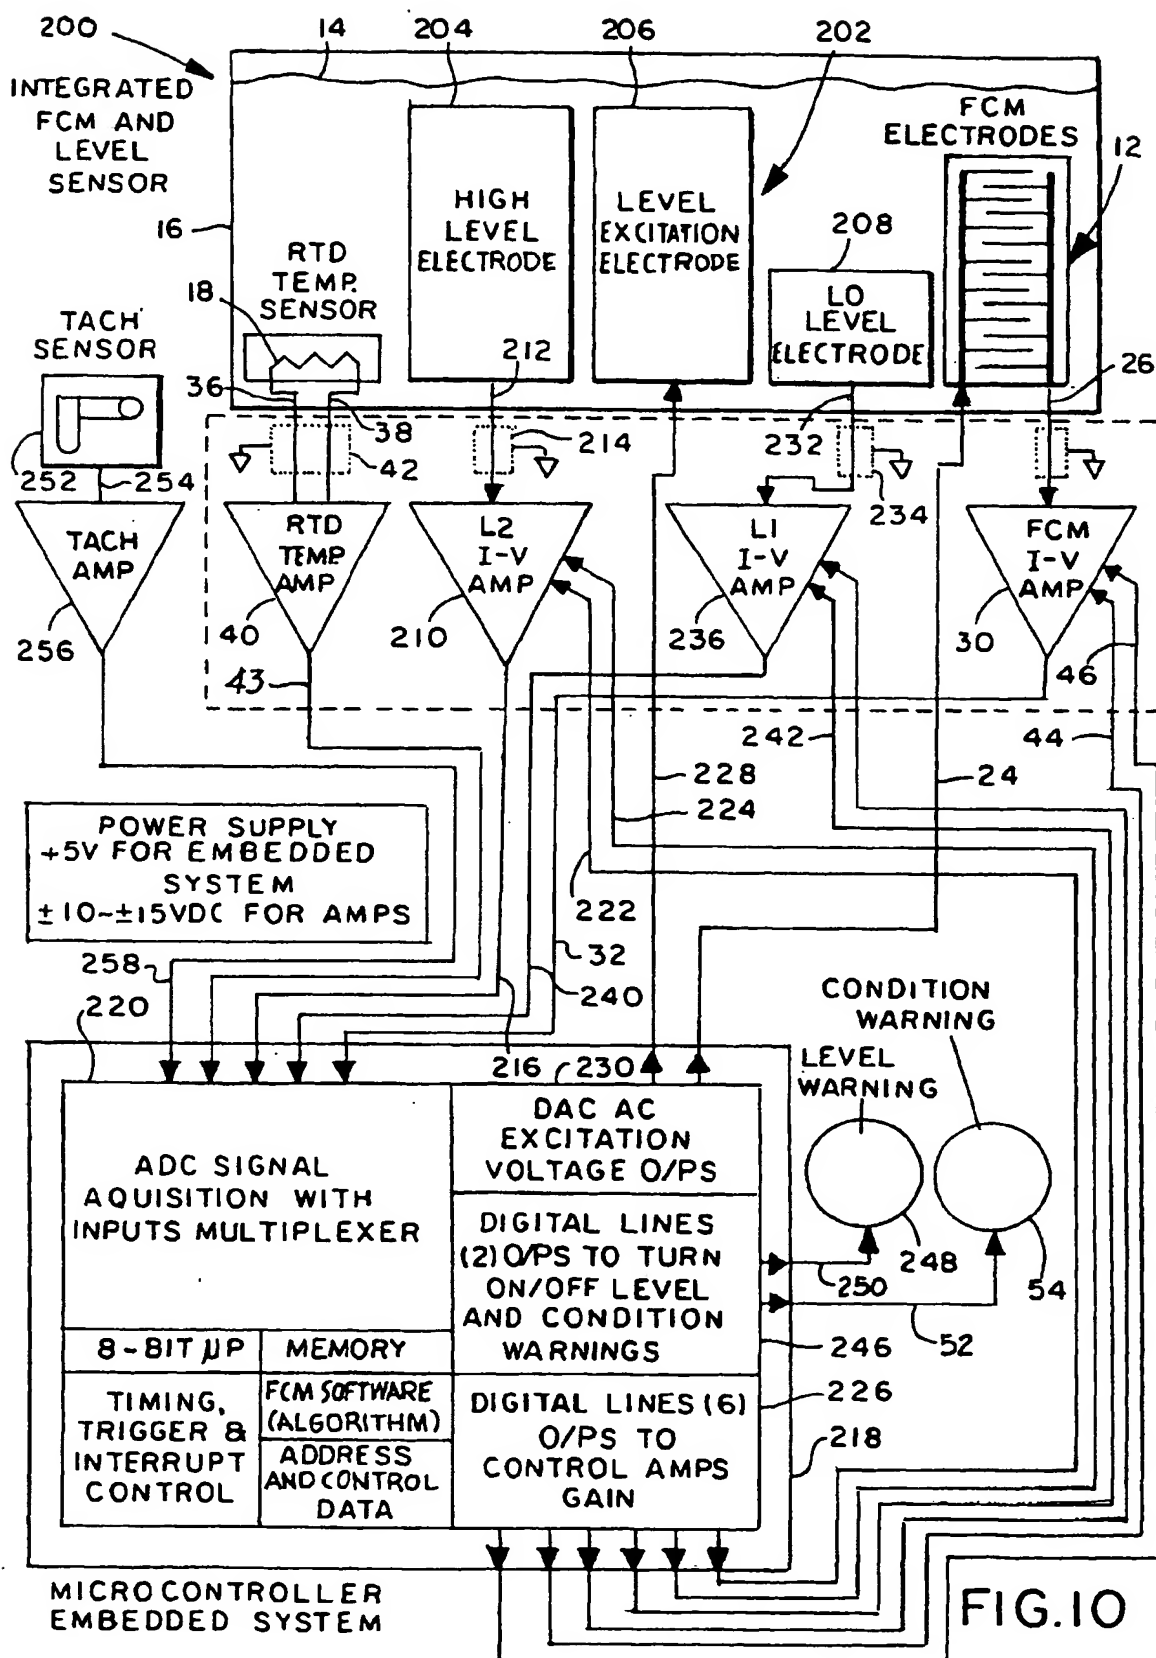 200
14
204
206
202
INTEGRATED
FCM AND
LEVEL
SENSOR
FCM
ELECTRODES
12
16
HIGH
LEVEL
ELECTRODE
LEVEL
EXCITATION
ELECTRODE
208
LO
LEVEL
ELECTRODE
RTD
TEMP.
SENSOR
18
TACH
SENSOR
36
38
212
214
232
234
26
252
254
42
TACH
AMP
RTD
TEMP
AMP
L2
I-V
AMP
L1
I-V
AMP
FCM
I-V
AMP
256
40
210
236
30
46
43
242
44
228
24
224
POWER SUPPLY
+5V FOR EMBEDDED
SYSTEM
±10~±15VDC FOR AMPS
222
32
258
240
220
216
230
CONDITION
WARNING
LEVEL
WARNING
ADC SIGNAL
AQUISITION WITH
INPUTS MULTIPLEXER
DAC AC
EXCITATION
VOLTAGE O/PS
DIGITAL LINES
(2) O/PS TO TURN
ON/OFF LEVEL
AND CONDITION
WARNINGS
250
248
54
52
246
8-BIT µP
MEMORY
TIMING,
TRIGGER &
INTERRUPT
CONTROL
FCM SOFTWARE
(ALGORITHM)
ADDRESS
AND CONTROL
DATA
DIGITAL LINES (6)
O/PS TO
CONTROL AMPS
GAIN
226
218
MICROCONTROLLER
EMBEDDED SYSTEM
FIG.10